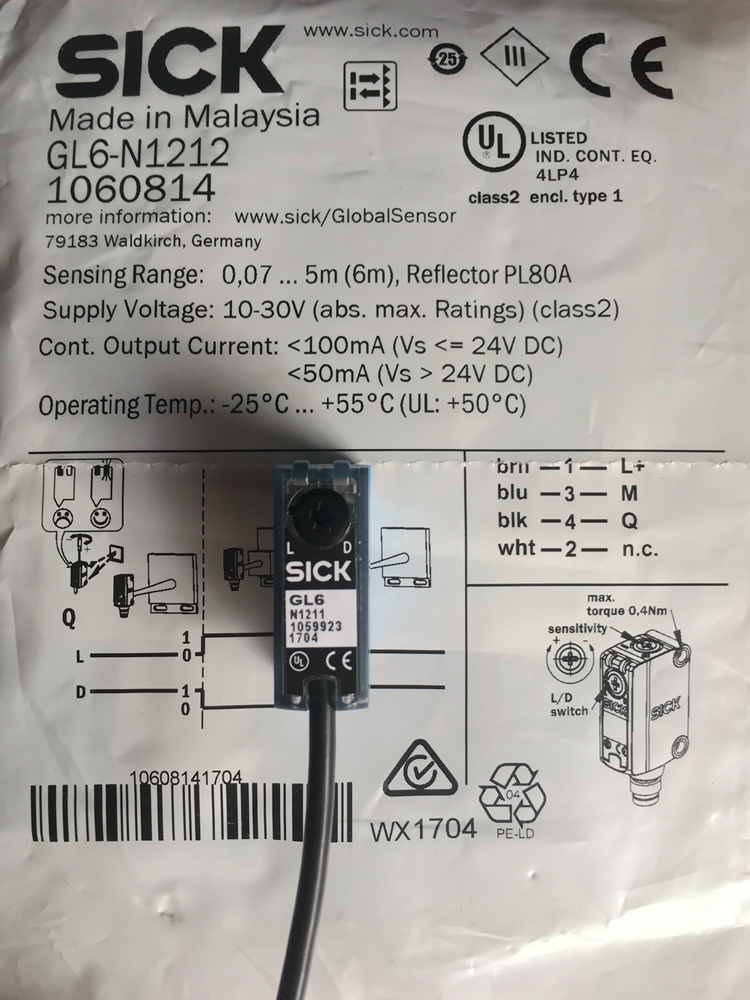 SICK
www.sick.com
25
III
CE
Made in Malaysia
GL6-N1212
1060814
UL
LISTED
IND. CONT. EQ.
4LP4
class2 encl. type 1
more information: www.sick/GlobalSensor
79183 Waldkirch, Germany
Sensing Range: 0,07 ... 5m (6m), Reflector PL80A
Supply Voltage: 10-30V (abs. max. Ratings) (class2)
Cont. Output Current: <100mA (Vs <= 24V DC)
<50mA (Vs > 24V DC)
Operating Temp.: -25°C ... +55°C (UL: +50°C)
brn — 1 — L+
blu — 3 — M
blk — 4 — Q
wht — 2 — n.c.
Q
L
1
0
D
1
0
L D
SICK
GL6
N1211
1059923
1704
UL CE
max.
torque 0,4Nm
sensitivity
+ -
L/D
switch
SICK
SICK
10608141704
WX1704
04
PE-LD